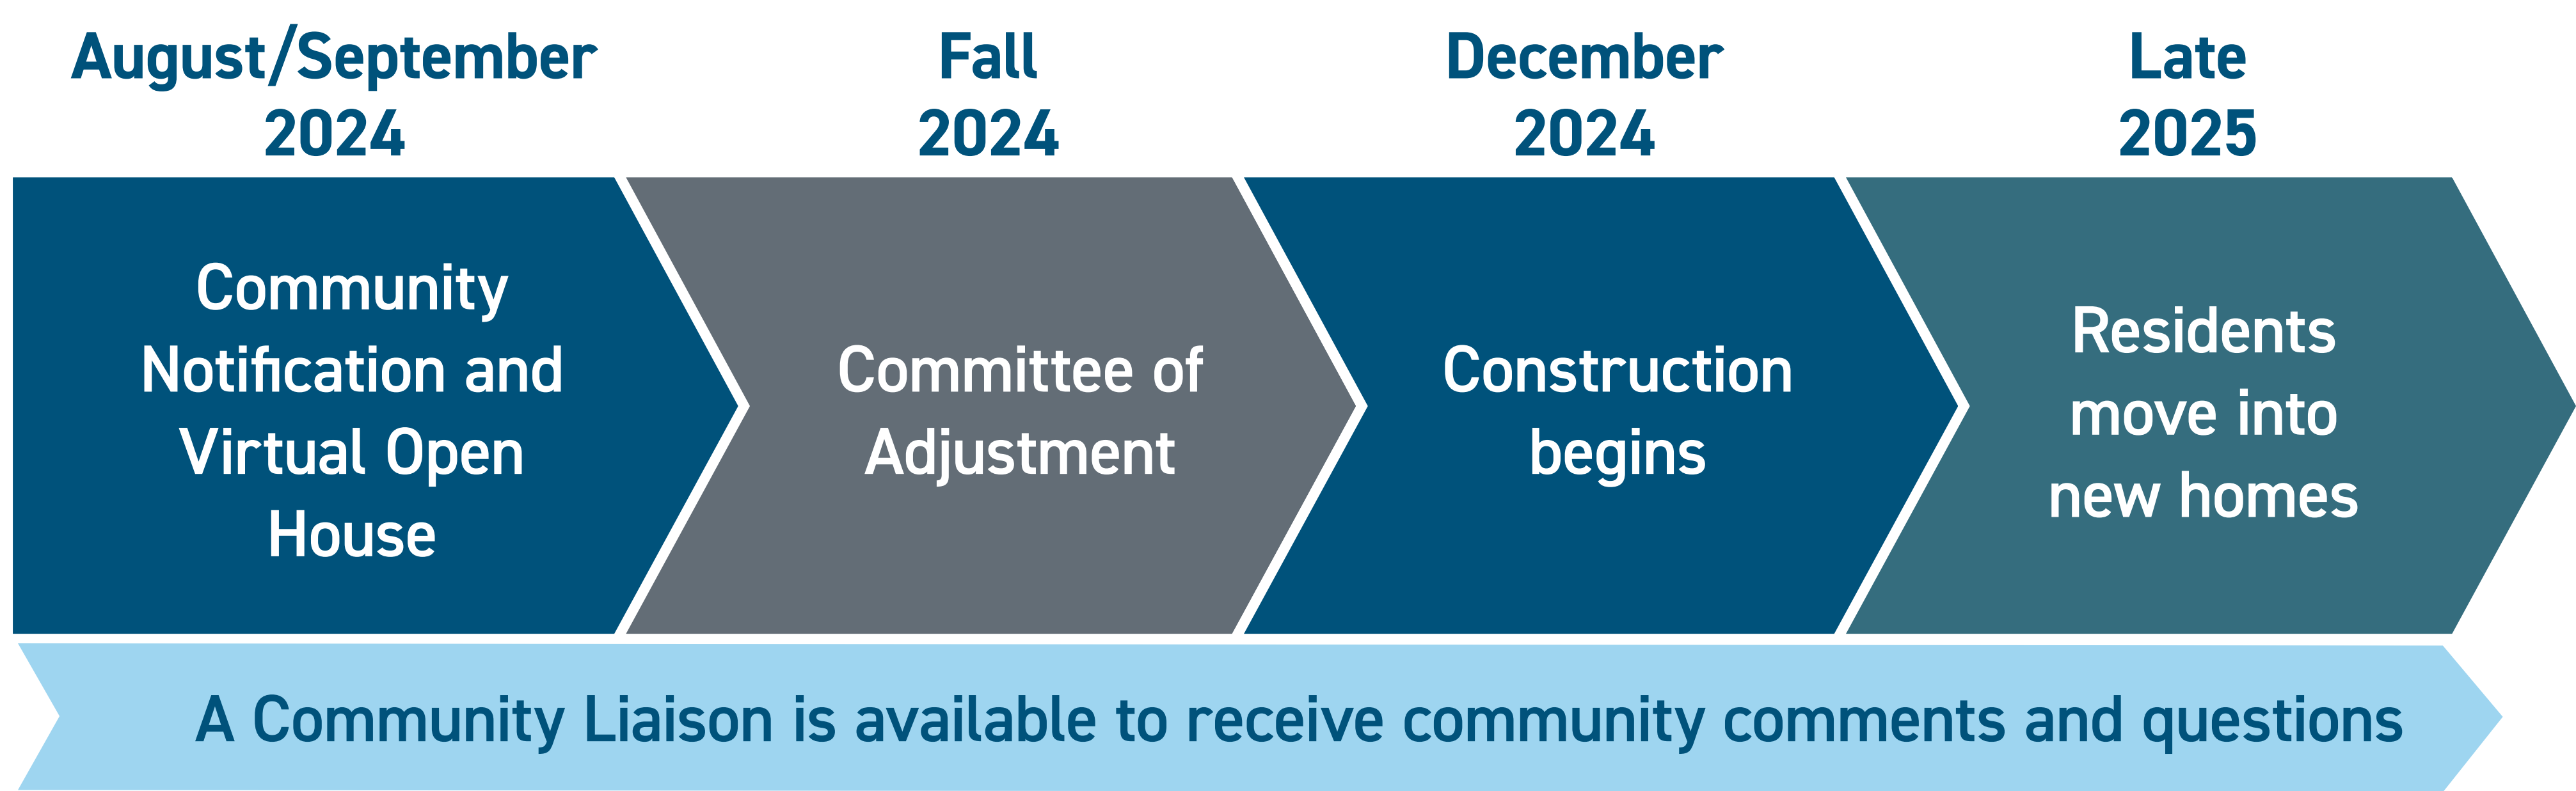 August/September
2024
Fall
2024
December
2024
Late
2025
Community
Notification and
Virtual Open
House
Committee of
Adjustment
Construction
begins
Residents
move into
new homes
A Community Liaison is available to receive community comments and questions